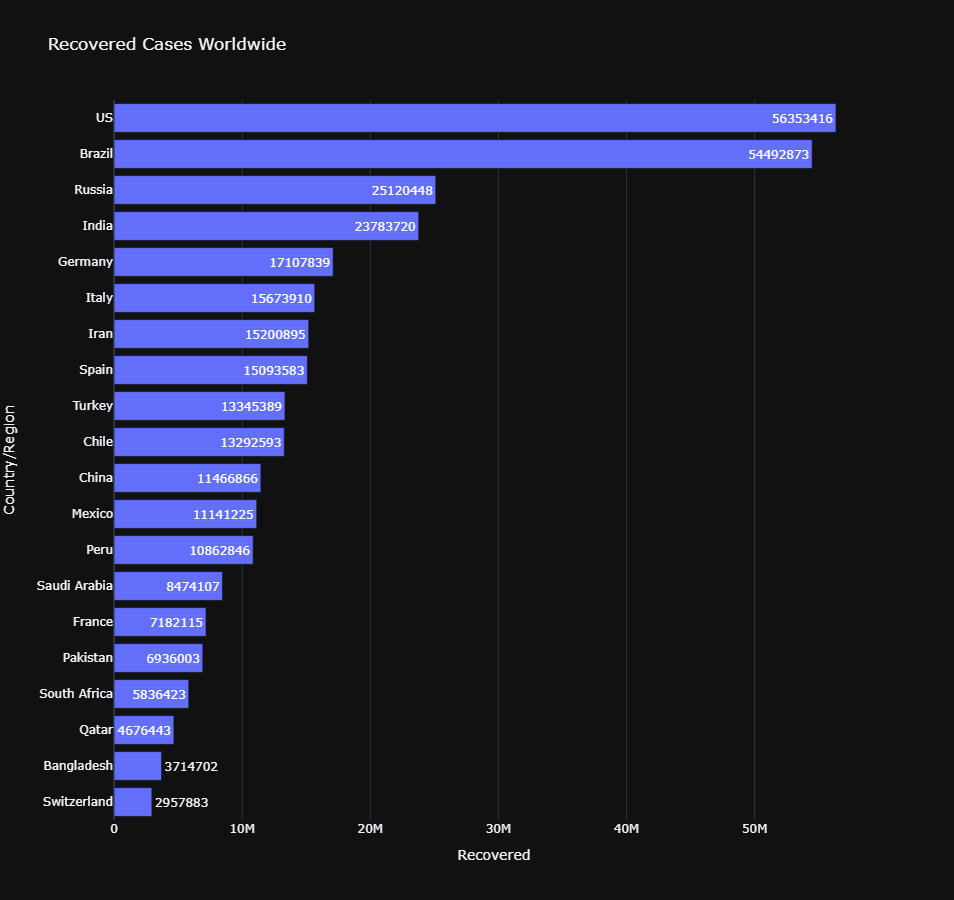 Recovered Cases Worldwide
US 56353416
Brazil 54492873
Russia 25120448
India 23783720
Germany 17107839
Italy 15673910
Iran 15200895
Spain 15093583
Turkey 13345389
Chile 13292593
China 11466866
Mexico 11141225
Peru 10862846
Saudi Arabia 8474107
France 7182115
Pakistan 6936003
South Africa 5836423
Qatar 4676443
Bangladesh 3714702
Switzerland 2957883
0 10M 20M 30M 40M 50M
Recovered
Country/Region